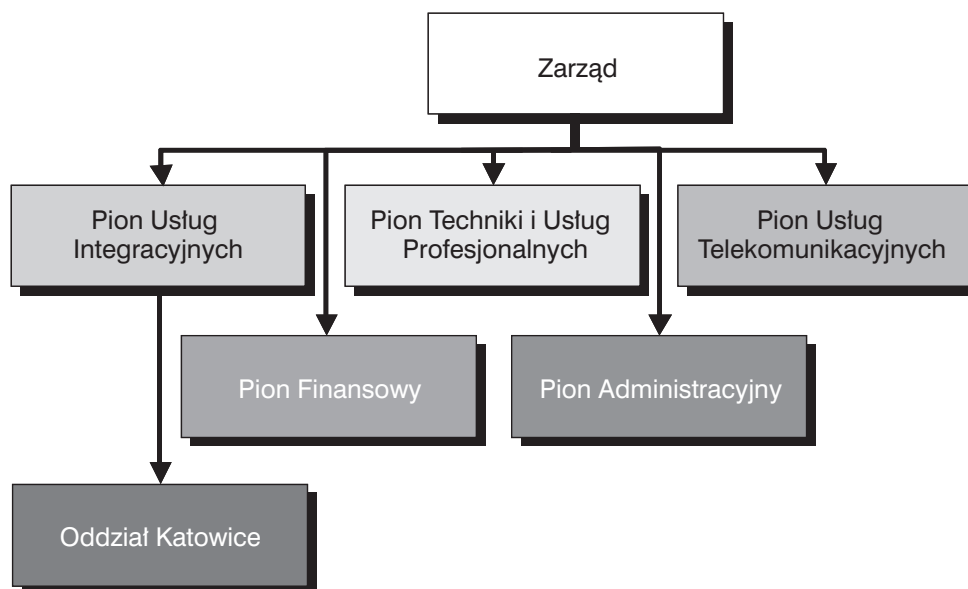 Zarząd
Pion Usług
Integracyjnych
Pion Techniki i Usług
Profesjonalnych
Pion Usług
Telekomunikacyjnych
Pion Finansowy
Pion Administracyjny
Oddział Katowice